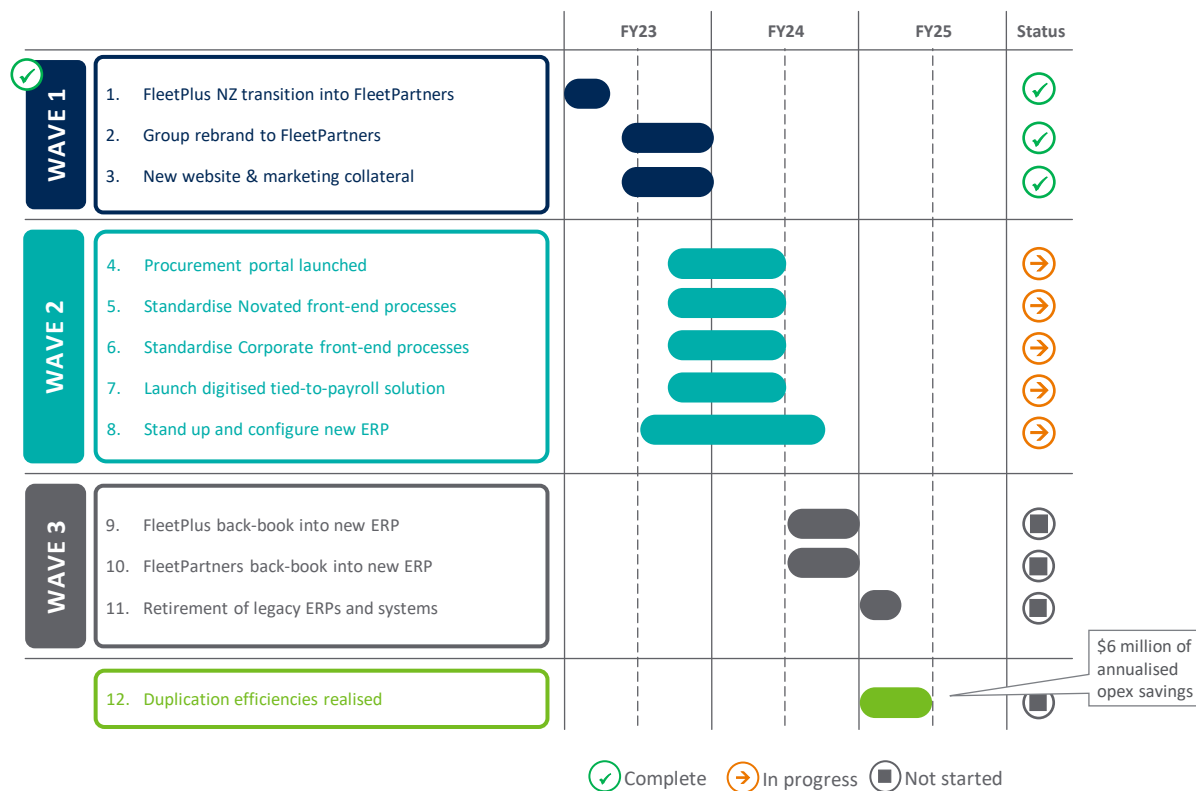 FY23 FY24 FY25 Status
WAVE 1
1. FleetPlus NZ transition into FleetPartners
2. Group rebrand to FleetPartners
3. New website & marketing collateral
WAVE 2
4. Procurement portal launched
5. Standardise Novated front-end processes
6. Standardise Corporate front-end processes
7. Launch digitised tied-to-payroll solution
8. Stand up and configure new ERP
WAVE 3
9. FleetPlus back-book into new ERP
10. FleetPartners back-book into new ERP
11. Retirement of legacy ERPs and systems
12. Duplication efficiencies realised
$6 million of
annualised
opex savings
Complete In progress Not started